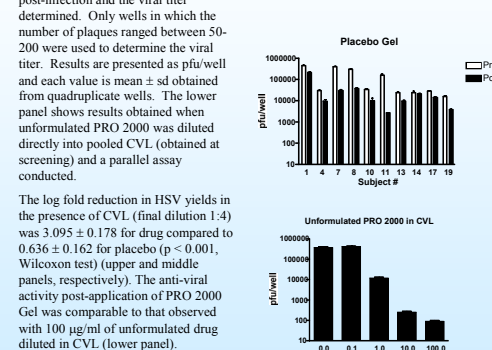 post-infection and the viral titer
determined. Only wells in which the
number of plaques ranged between 50-
200 were used to determine the viral
titer. Results are presented as pfu/well
and each value is mean ± sd obtained
from quadruplicate wells. The lower
panel shows results obtained when
unformulated PRO 2000 was diluted
directly into pooled CVL (obtained at
screening) and a parallel assay
conducted.
The log fold reduction in HSV yields in
the presence of CVL (final dilution 1:4)
was 3.095 ± 0.178 for drug compared to
0.636 ± 0.162 for placebo (p < 0.001,
Wilcoxon test) (upper and middle
panels, respectively). The anti-viral
activity post-application of PRO 2000
Gel was comparable to that observed
with 100 µg/ml of unformulated drug
diluted in CVL (lower panel).
Placebo Gel
1000000
100000
10000
1000
100
10
pfu/well
1 4 7 8 10 11 13 14 17 19
Subject #
Unformulated PRO 2000 in CVL
1000000
100000
10000
1000
100
10
pfu/well
0.0 0.1 1.0 10.0 100.0